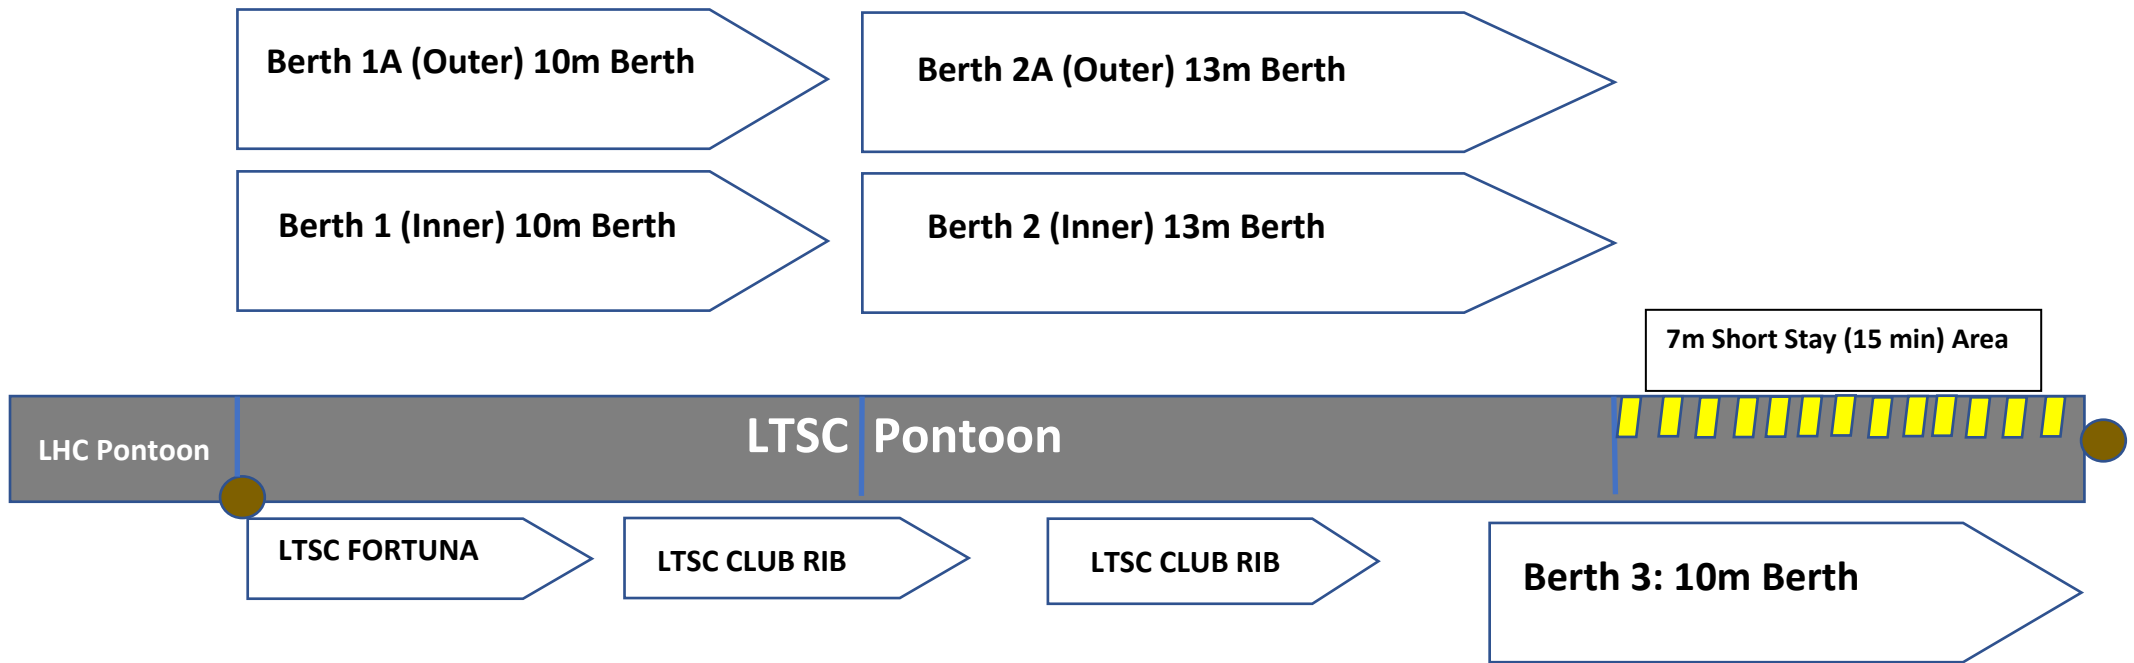 Berth 1A (Outer) 10m Berth
Berth 2A (Outer) 13m Berth
Berth 1 (Inner) 10m Berth
Berth 2 (Inner) 13m Berth
7m Short Stay (15 min) Area
LHC Pontoon
LTSC Pontoon
LTSC FORTUNA
LTSC CLUB RIB
LTSC CLUB RIB
Berth 3: 10m Berth